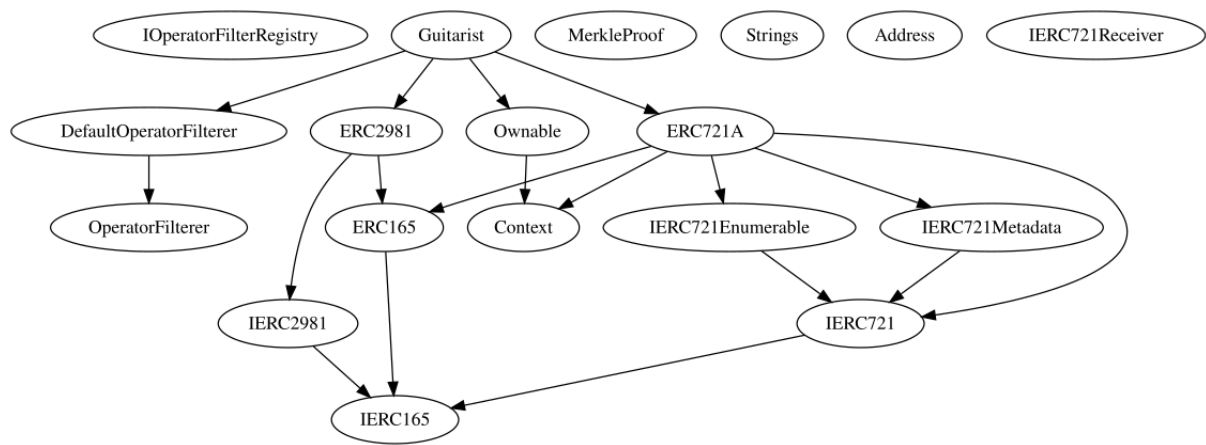 IOperatorFilterRegistry Guitarist MerkleProof Strings Address IERC721Receiver
DefaultOperatorFilterer ERC2981 Ownable ERC721A
OperatorFilterer ERC165 Context IERC721Enumerable IERC721Metadata
IERC2981 IERC721
IERC165